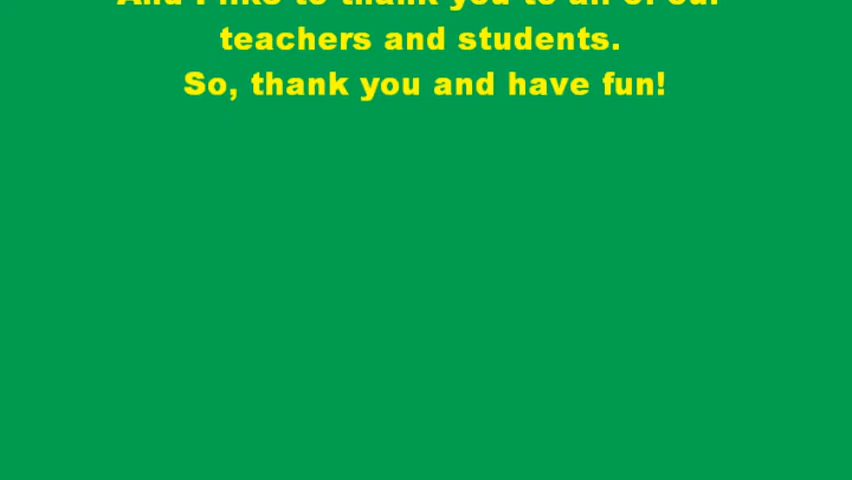 And I like to thank you to all of our
teachers and students.
So, thank you and have fun!